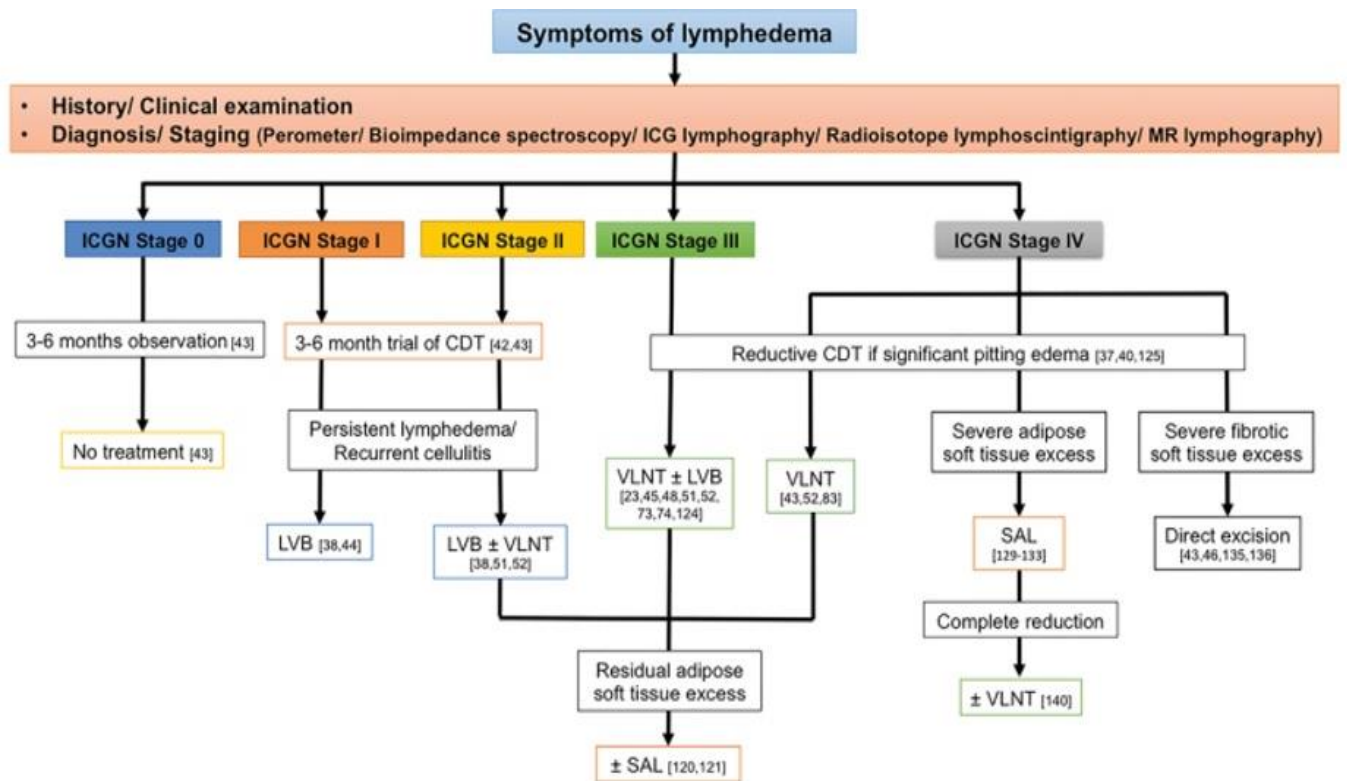 Symptoms of lymphedema
• History/ Clinical examination
• Diagnosis/ Staging (Perometer/ Bioimpedance spectroscopy/ ICG lymphography/ Radioisotope lymphoscintigraphy/ MR lymphography)
ICGN Stage 0
ICGN Stage I
ICGN Stage II
ICGN Stage III
ICGN Stage IV
3-6 months observation [43]
3-6 month trial of CDT [42,43]
Reductive CDT if significant pitting edema [37,40,125]
No treatment [43]
Persistent lymphedema/
Recurrent cellulitis
VLNT ± LVB
[23,45,48,51,52,
73,74,124]
VLNT
[43,52,83]
Severe adipose
soft tissue excess
Severe fibrotic
soft tissue excess
LVB [38,44]
LVB ± VLNT
[38,51,52]
SAL
[129-133]
Direct excision
[43,46,135,136]
Complete reduction
Residual adipose
soft tissue excess
± VLNT [140]
± SAL [120,121]